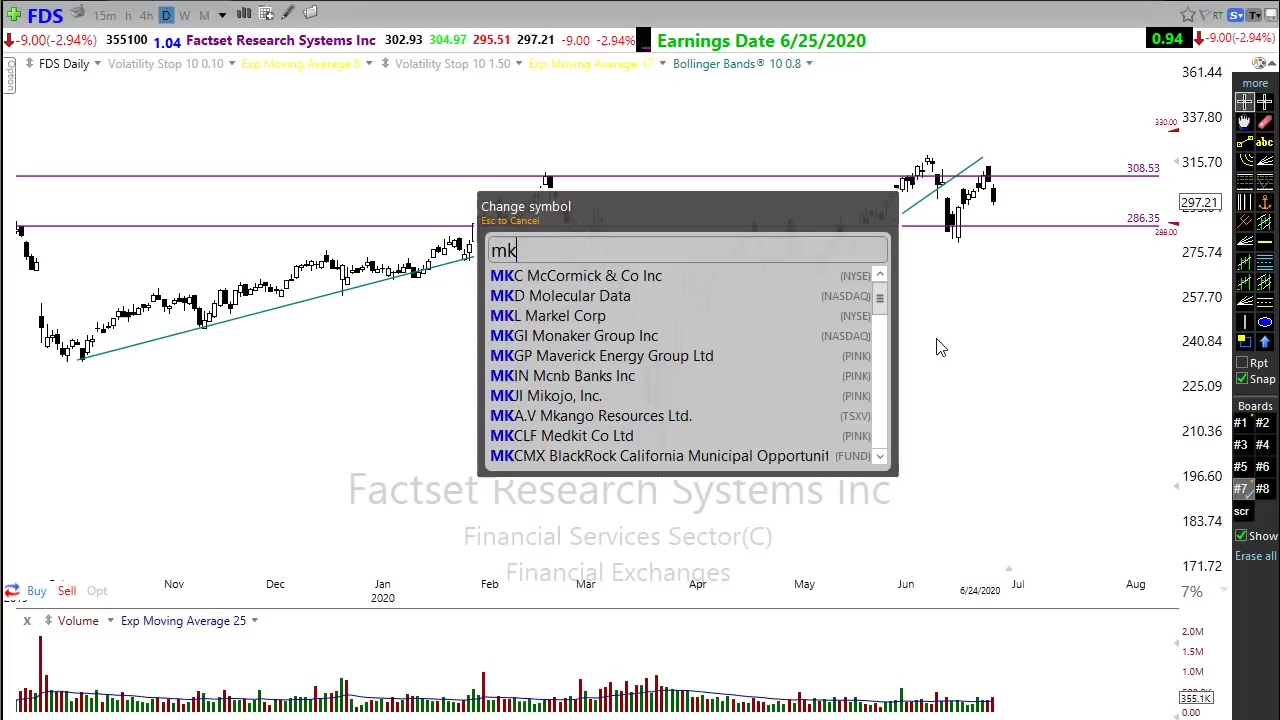 FDS 15m h 4h D W M RT S T
-9.00(-2.94%) 355100 1.04 Factset Research Systems Inc 302.93 304.97 295.51 297.21 -9.00 -2.94% ... Earnings Date 6/25/2020 0.94 -9.00(-2.94%)
Option
FDS Daily Volatility Stop 10 0.10 Exp Moving Average 8 Volatility Stop 10 1.50 Exp Moving Average 17 Bollinger Bands® 10 0.8
361.44
337.80
330.00
315.70
308.53
297.21
286.35
288.00
275.74
257.70
240.84
225.09
210.36
196.60
183.74
171.72
more
abc
Rpt
Snap
Boards
#1 #2
#3 #4
#5 #6
#7 #8
scr
Show
Erase all
Change symbol
Esc to Cancel
mk
MKC McCormick & Co Inc (NYSE)
MKD Molecular Data (NASDAQ)
MKL Markel Corp (NYSE)
MKGI Monaker Group Inc (NASDAQ)
MKGP Maverick Energy Group Ltd (PINK)
MKIN Mcnb Banks Inc (PINK)
MKJI Mikojo, Inc. (PINK)
MKA.V Mkango Resources Ltd. (TSXV)
MKCLF Medkit Co Ltd (PINK)
MKCMX BlackRock California Municipal Opportunit (FUND)
Factset Research Systems Inc
Financial Services Sector(C)
Financial Exchanges
Nov Dec Jan Feb Mar Apr May Jun Jul Aug
2020 6/24/2020
Buy Sell Opt 7%
x Volume Exp Moving Average 25
2.0M
1.5M
1.0M
355.1K
0.00